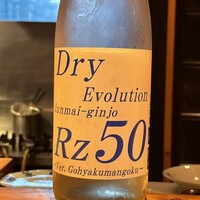 Dry
Evolution
Junmai-ginjo
Rz50
~Ver. Gohyakumangoku~